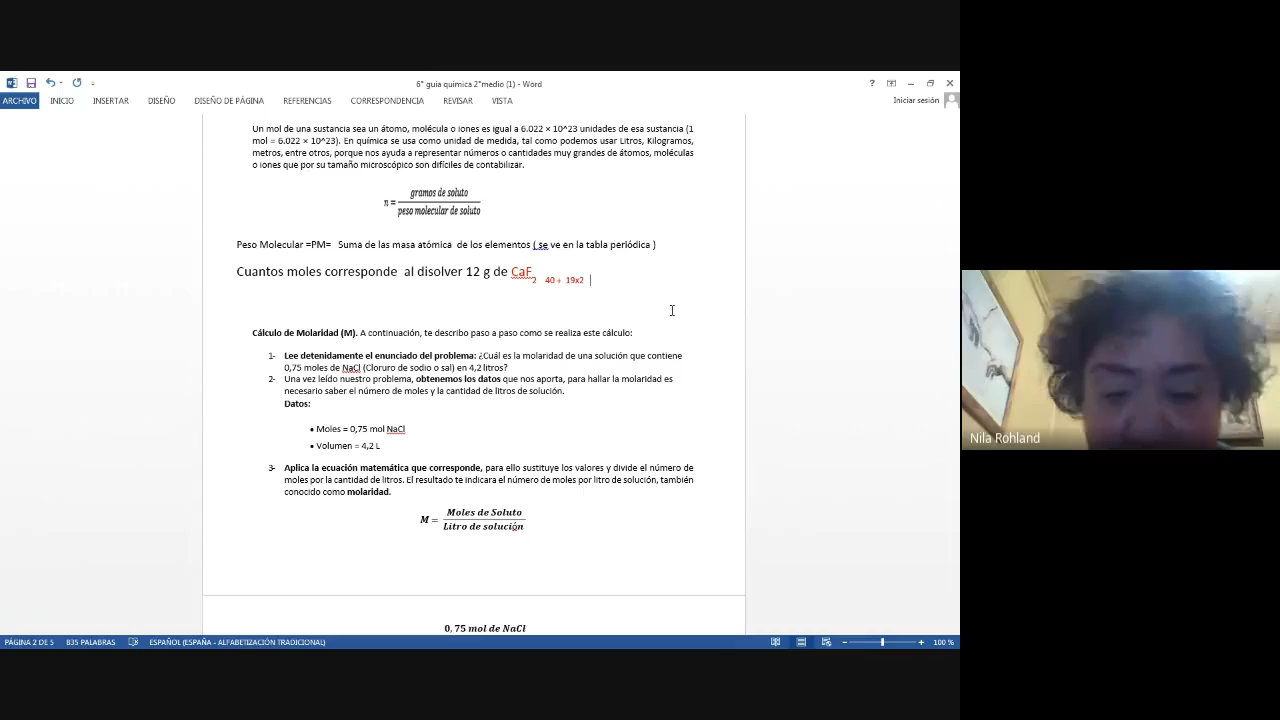 6° guia quimica 2°medio (1) - Word
ARCHIVO INICIO INSERTAR DISEÑO DISEÑO DE PÁGINA REFERENCIAS CORRESPONDENCIA REVISAR VISTA Iniciar sesión
Un mol de una sustancia sea un átomo, molécula o iones es igual a 6.022 × 10^23 unidades de esa sustancia (1
mol = 6.022 × 10^23). En química se usa como unidad de medida, tal como podemos usar Litros, Kilogramos,
metros, entre otros, porque nos ayuda a representar números o cantidades muy grandes de átomos, moléculas
o iones que por su tamaño microscópico son difíciles de contabilizar.
n = gramos de soluto
peso molecular de soluto
Peso Molecular =PM= Suma de las masa atómica de los elementos ( se ve en la tabla periódica )
Cuantos moles corresponde al disolver 12 g de CaF2 40 + 19x2
Cálculo de Molaridad (M). A continuación, te describo paso a paso como se realiza este cálculo:
1- Lee detenidamente el enunciado del problema: ¿Cuál es la molaridad de una solución que contiene
0,75 moles de NaCl (Cloruro de sodio o sal) en 4,2 litros?
2- Una vez leído nuestro problema, obtenemos los datos que nos aporta, para hallar la molaridad es
necesario saber el número de moles y la cantidad de litros de solución.
Datos:
• Moles = 0,75 mol NaCl
• Volumen = 4,2 L
3- Aplica la ecuación matemática que corresponde, para ello sustituye los valores y divide el número de
moles por la cantidad de litros. El resultado te indicara el número de moles por litro de solución, también
conocido como molaridad.
M = Moles de Soluto
Litro de solución
0,75 mol de NaCl
PÁGINA 2 DE 5 835 PALABRAS ESPAÑOL (ESPAÑA - ALFABETIZACIÓN TRADICIONAL) 100 %
Nila Rohland